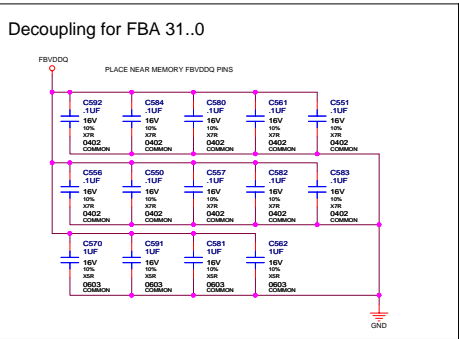 Decoupling for FBA 31..0
FBVDDQ
PLACE NEAR MEMORY FBVDDQ PINS
C592 C584 C580 C561 C551
.1UF .1UF .1UF .1UF .1UF
16V 16V 16V 16V 16V
10% 10% 10% 10% 10%
X7R X7R X7R X7R X7R
0402 0402 0402 0402 0402
COMMON COMMON COMMON COMMON COMMON
C556 C550 C557 C582 C583
.1UF .1UF .1UF .1UF .1UF
16V 16V 16V 16V 16V
10% 10% 10% 10% 10%
X7R X7R X7R X7R X7R
0402 0402 0402 0402 0402
COMMON COMMON COMMON COMMON COMMON
C570 C591 C581 C562
1UF 1UF 1UF 1UF
16V 16V 16V 16V
10% 10% 10% 10%
X5R X5R X5R X5R
0603 0603 0603 0603
COMMON COMMON COMMON COMMON
GND